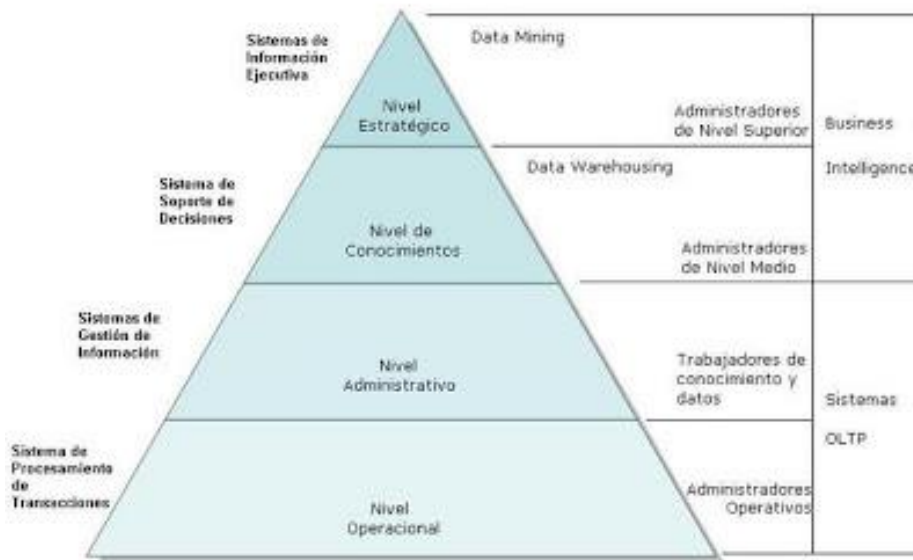 Sistemas de
Información
Ejecutiva
Data Mining
Nivel
Estratégico
Administradores
de Nivel Superior
Business
Intelligence
Sistema de
Soporte de
Decisiones
Data Warehousing
Nivel de
Conocimientos
Administradores
de Nivel Medio
Sistemas de
Gestión de
Información
Nivel
Administrativo
Trabajadores de
conocimiento y
datos
Sistemas
OLTP
Sistema de
Procesamiento
de
Transacciones
Nivel
Operacional
Administradores
Operativos